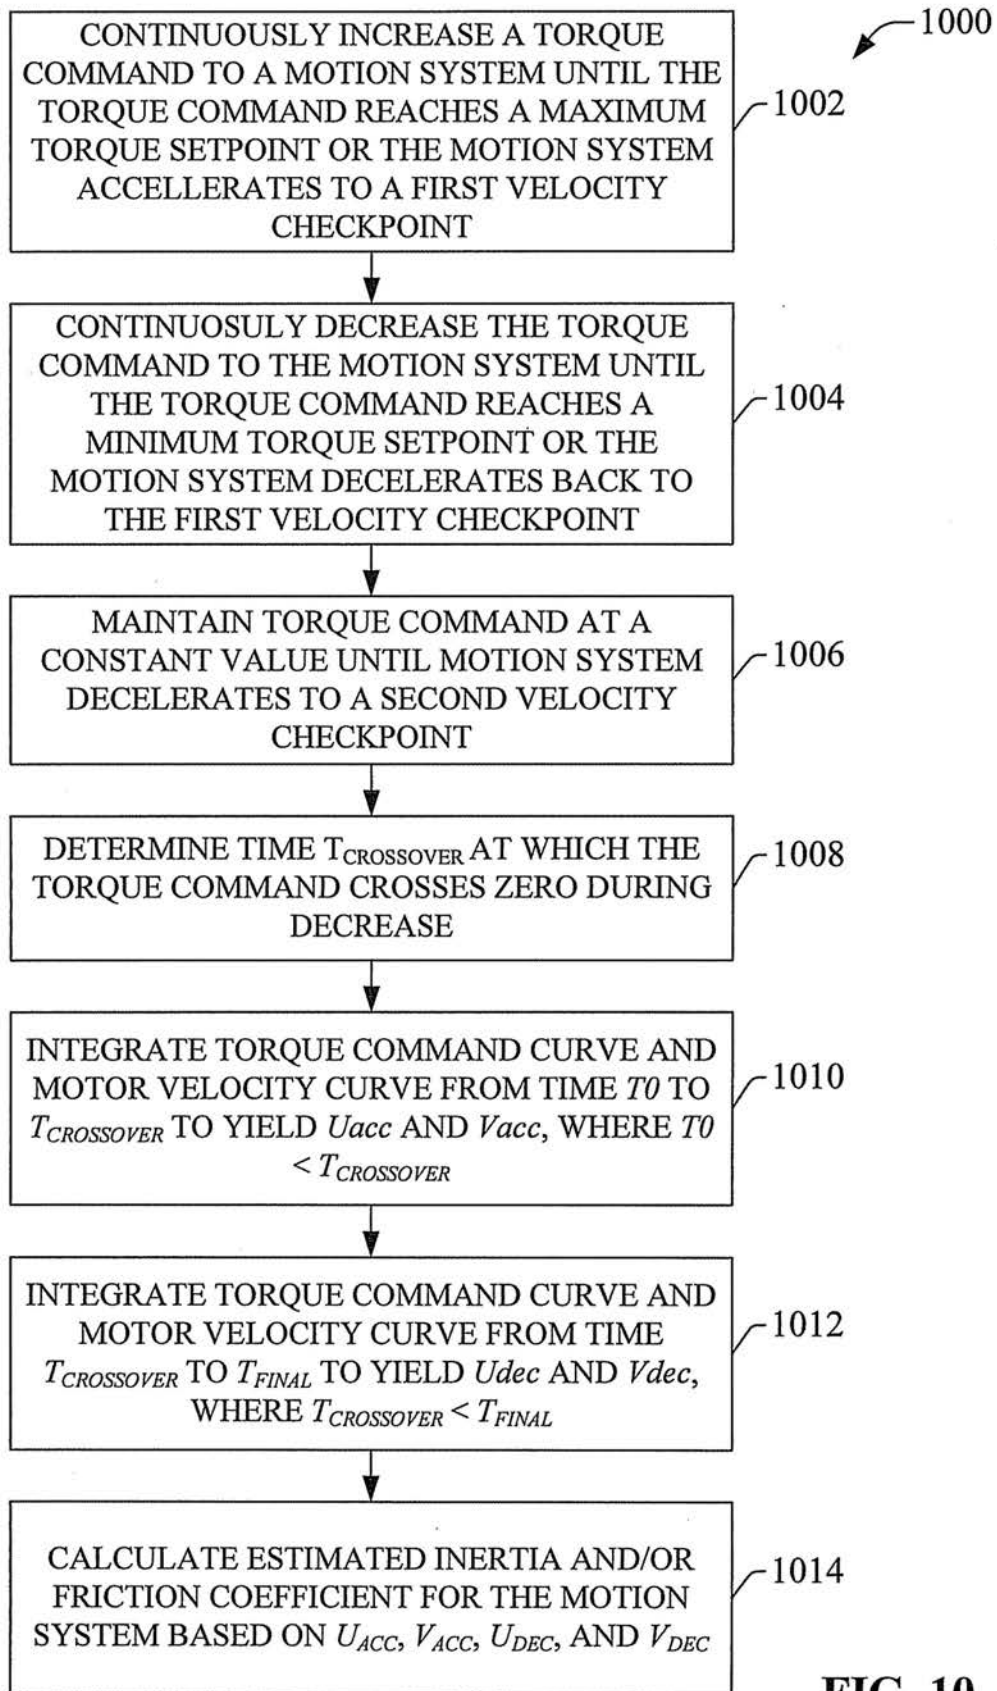 1000
CONTINUOUSLY INCREASE A TORQUE
COMMAND TO A MOTION SYSTEM UNTIL THE
TORQUE COMMAND REACHES A MAXIMUM
TORQUE SETPOINT OR THE MOTION SYSTEM
ACCELLERATES TO A FIRST VELOCITY
CHECKPOINT
1002
CONTINUOSULY DECREASE THE TORQUE
COMMAND TO THE MOTION SYSTEM UNTIL
THE TORQUE COMMAND REACHES A
MINIMUM TORQUE SETPOINT OR THE
MOTION SYSTEM DECELERATES BACK TO
THE FIRST VELOCITY CHECKPOINT
1004
MAINTAIN TORQUE COMMAND AT A
CONSTANT VALUE UNTIL MOTION SYSTEM
DECELERATES TO A SECOND VELOCITY
CHECKPOINT
1006
DETERMINE TIME TCROSSOVER AT WHICH THE
TORQUE COMMAND CROSSES ZERO DURING
DECREASE
1008
INTEGRATE TORQUE COMMAND CURVE AND
MOTOR VELOCITY CURVE FROM TIME T0 TO
TCROSSOVER TO YIELD Uacc AND Vacc, WHERE T0
< TCROSSOVER
1010
INTEGRATE TORQUE COMMAND CURVE AND
MOTOR VELOCITY CURVE FROM TIME
TCROSSOVER TO TFINAL TO YIELD Udec AND Vdec,
WHERE TCROSSOVER < TFINAL
1012
CALCULATE ESTIMATED INERTIA AND/OR
FRICTION COEFFICIENT FOR THE MOTION
SYSTEM BASED ON UACC, VACC, UDEC, AND VDEC
1014
FIG. 10